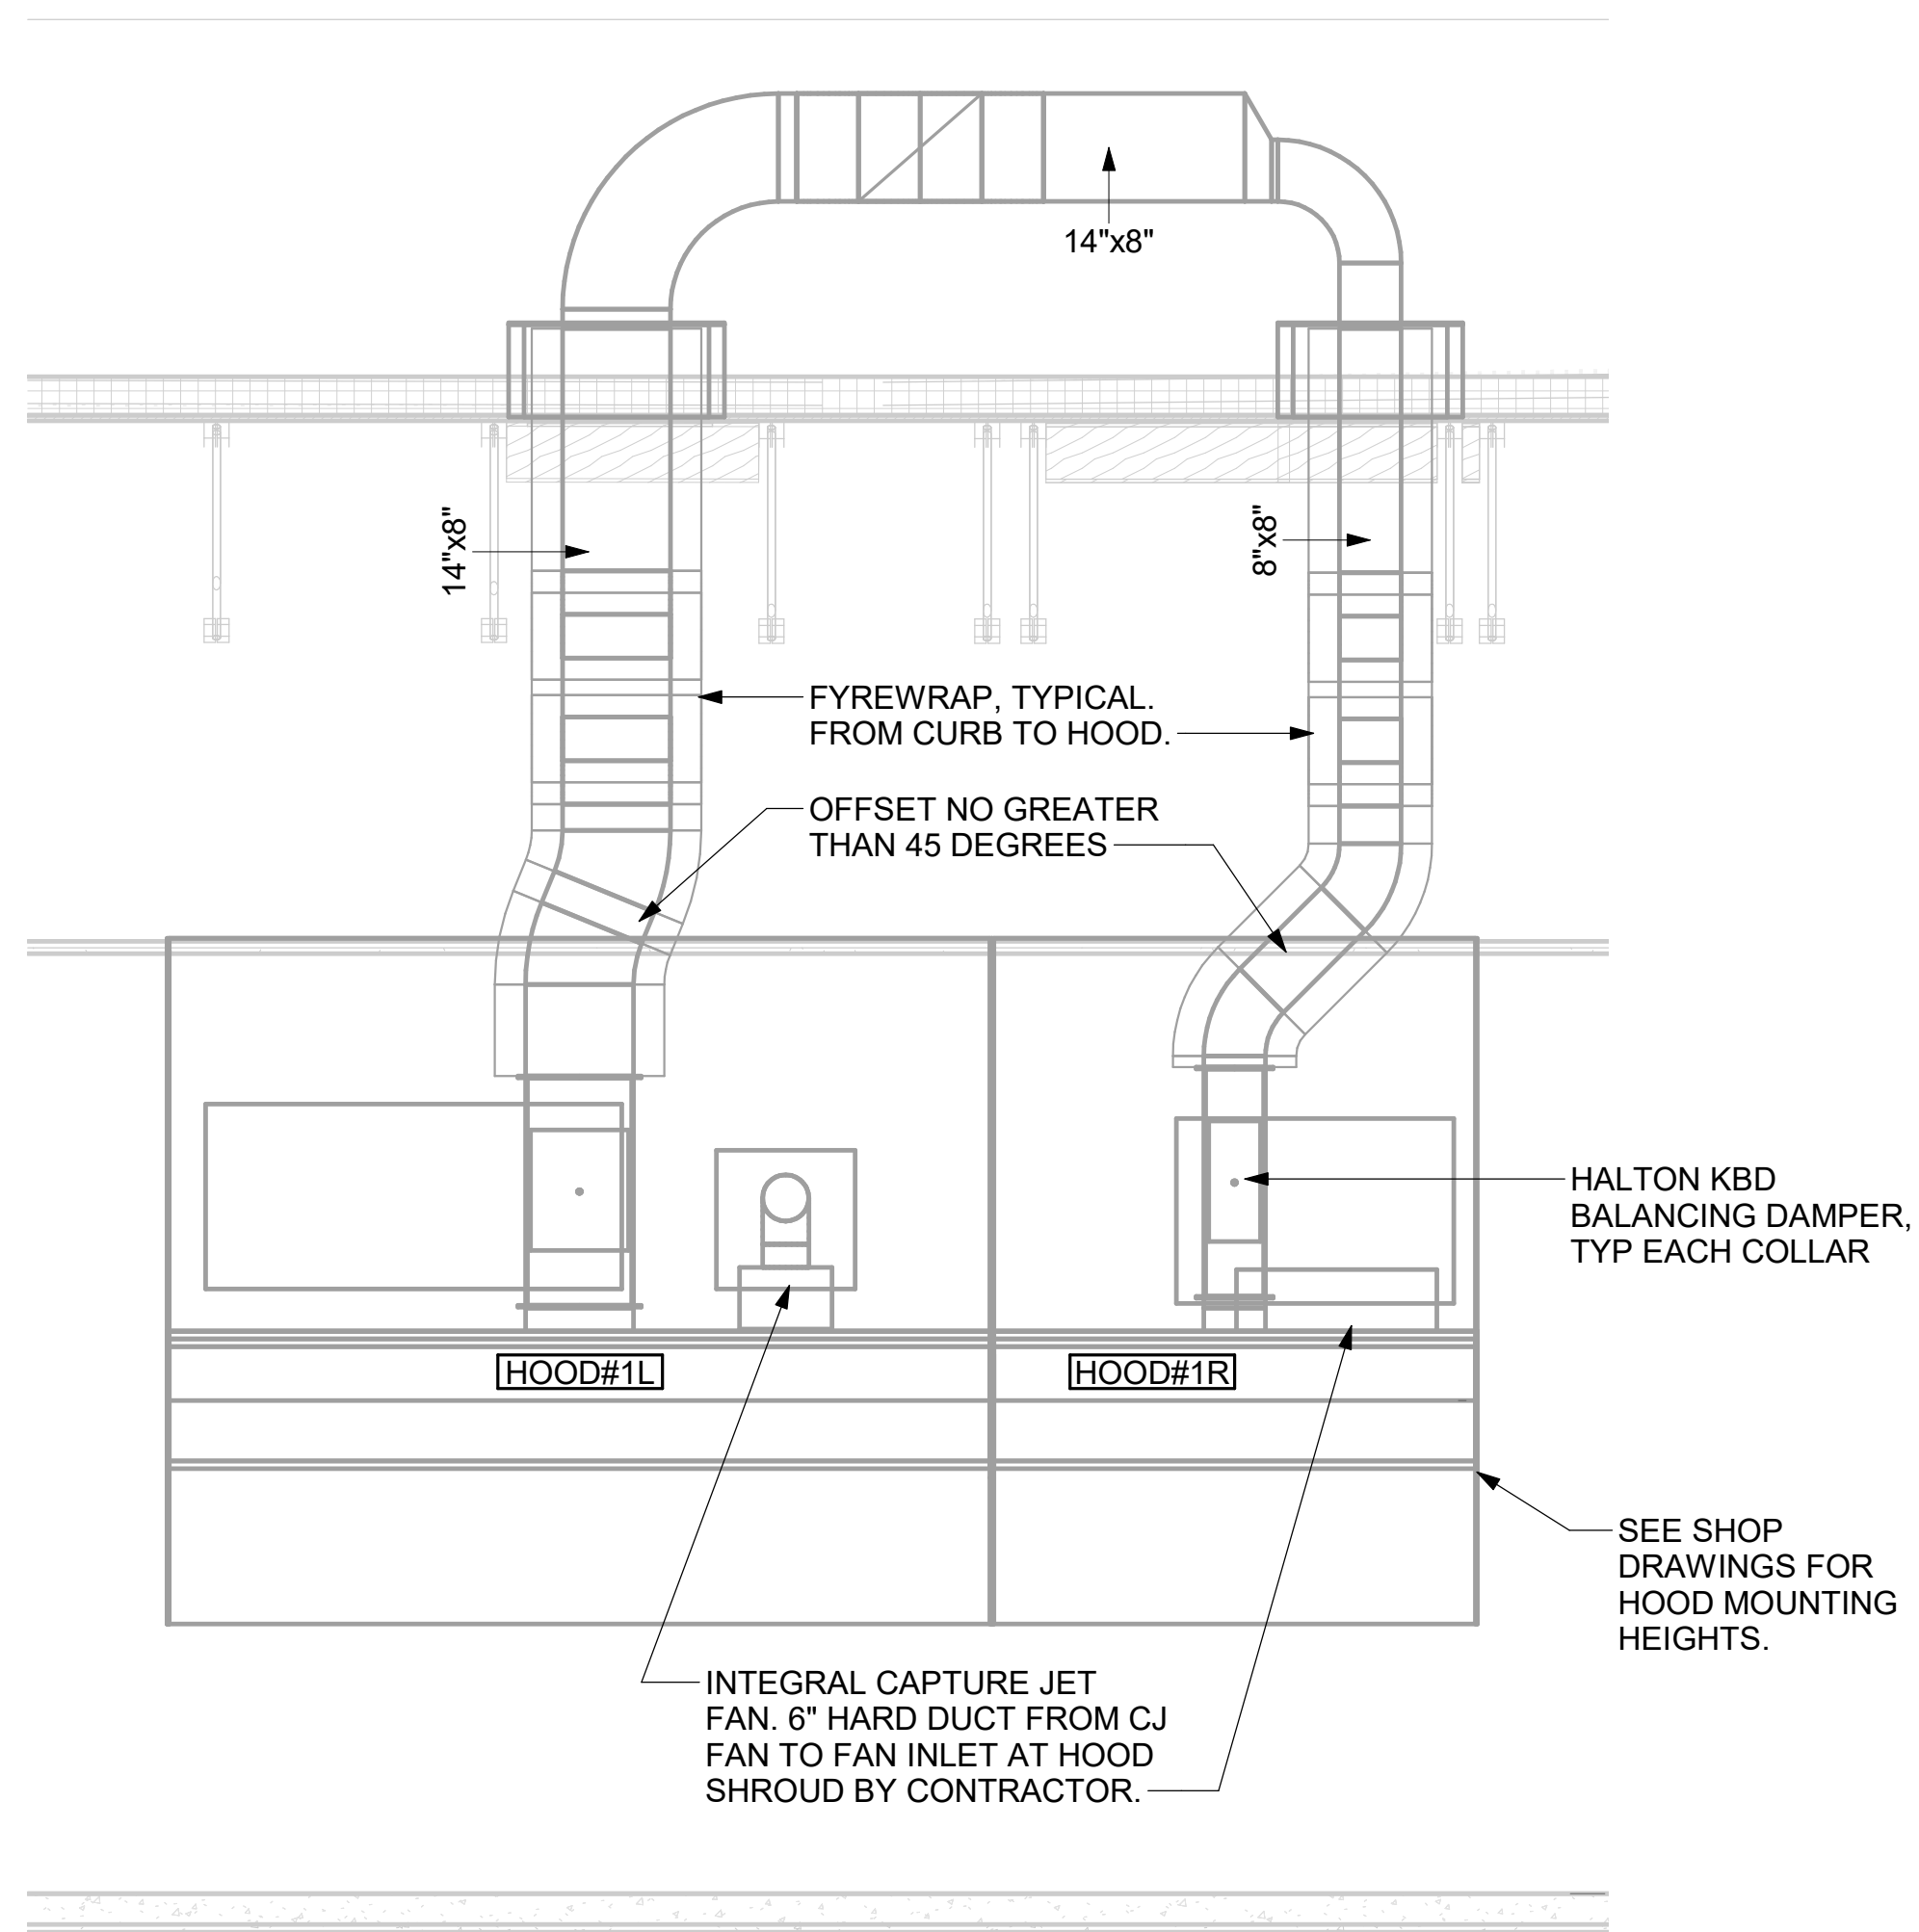 14"x8"
14"x8"
8"x8"
FYREWRAP, TYPICAL.
FROM CURB TO HOOD.
OFFSET NO GREATER
THAN 45 DEGREES
HALTON KBD
BALANCING DAMPER,
TYP EACH COLLAR
HOOD#1L
HOOD#1R
SEE SHOP
DRAWINGS FOR
HOOD MOUNTING
HEIGHTS.
INTEGRAL CAPTURE JET
FAN. 6" HARD DUCT FROM CJ
FAN TO FAN INLET AT HOOD
SHROUD BY CONTRACTOR.